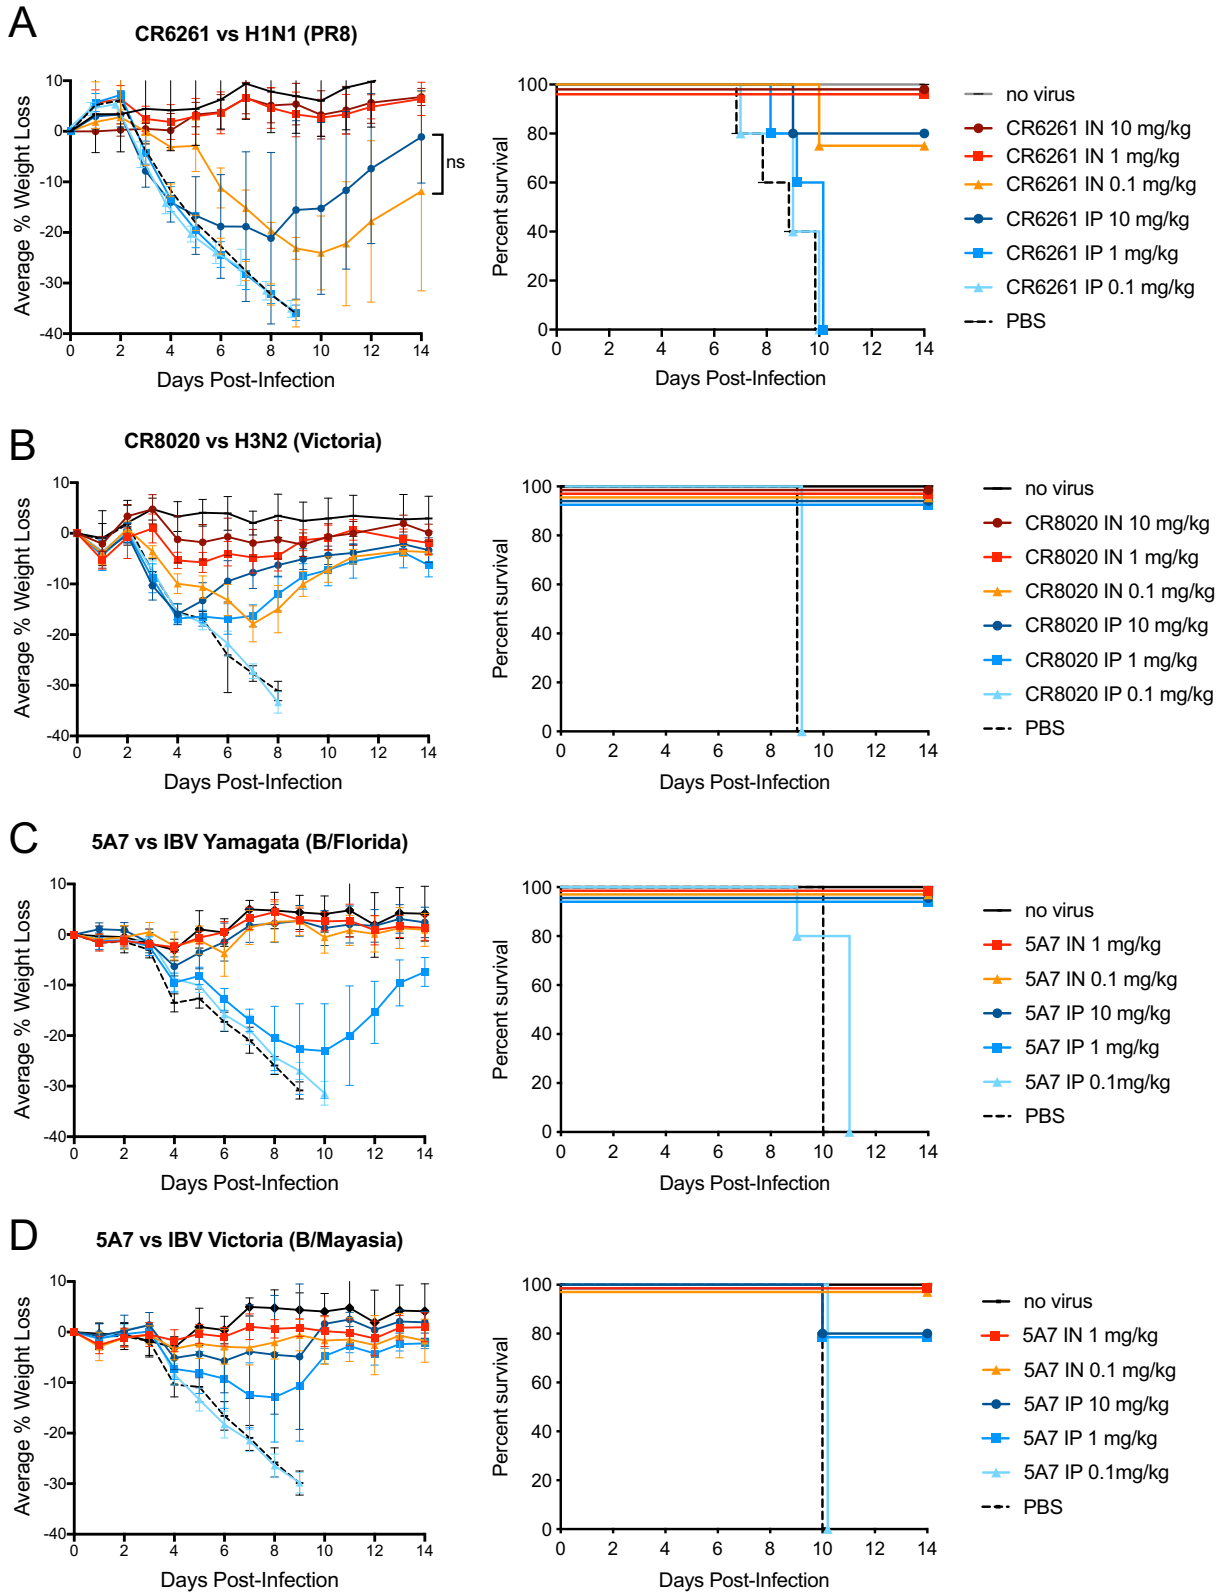 A
CR6261 vs H1N1 (PR8)
Average % Weight Loss
10
0
-10
-20
-30
-40
0 2 4 6 8 10 12 14
Days Post-Infection
ns
Percent survival
100
80
60
40
20
0
0 2 4 6 8 10 12 14
Days Post-Infection
no virus
CR6261 IN 10 mg/kg
CR6261 IN 1 mg/kg
CR6261 IN 0.1 mg/kg
CR6261 IP 10 mg/kg
CR6261 IP 1 mg/kg
CR6261 IP 0.1 mg/kg
PBS
B
CR8020 vs H3N2 (Victoria)
Average % Weight Loss
10
0
-10
-20
-30
-40
0 2 4 6 8 10 12 14
Days Post-Infection
Percent survival
100
80
60
40
20
0
0 2 4 6 8 10 12 14
Days Post-Infection
no virus
CR8020 IN 10 mg/kg
CR8020 IN 1 mg/kg
CR8020 IN 0.1 mg/kg
CR8020 IP 10 mg/kg
CR8020 IP 1 mg/kg
CR8020 IP 0.1 mg/kg
PBS
C
5A7 vs IBV Yamagata (B/Florida)
Average % Weight Loss
10
0
-10
-20
-30
-40
0 2 4 6 8 10 12 14
Days Post-Infection
Percent survival
100
80
60
40
20
0
0 2 4 6 8 10 12 14
Days Post-Infection
no virus
5A7 IN 1 mg/kg
5A7 IN 0.1 mg/kg
5A7 IP 10 mg/kg
5A7 IP 1 mg/kg
5A7 IP 0.1mg/kg
PBS
D
5A7 vs IBV Victoria (B/Mayasia)
Average % Weight Loss
10
0
-10
-20
-30
-40
0 2 4 6 8 10 12 14
Days Post-Infection
Percent survival
100
80
60
40
20
0
0 2 4 6 8 10 12 14
Days Post-Infection
no virus
5A7 IN 1 mg/kg
5A7 IN 0.1 mg/kg
5A7 IP 10 mg/kg
5A7 IP 1 mg/kg
5A7 IP 0.1mg/kg
PBS